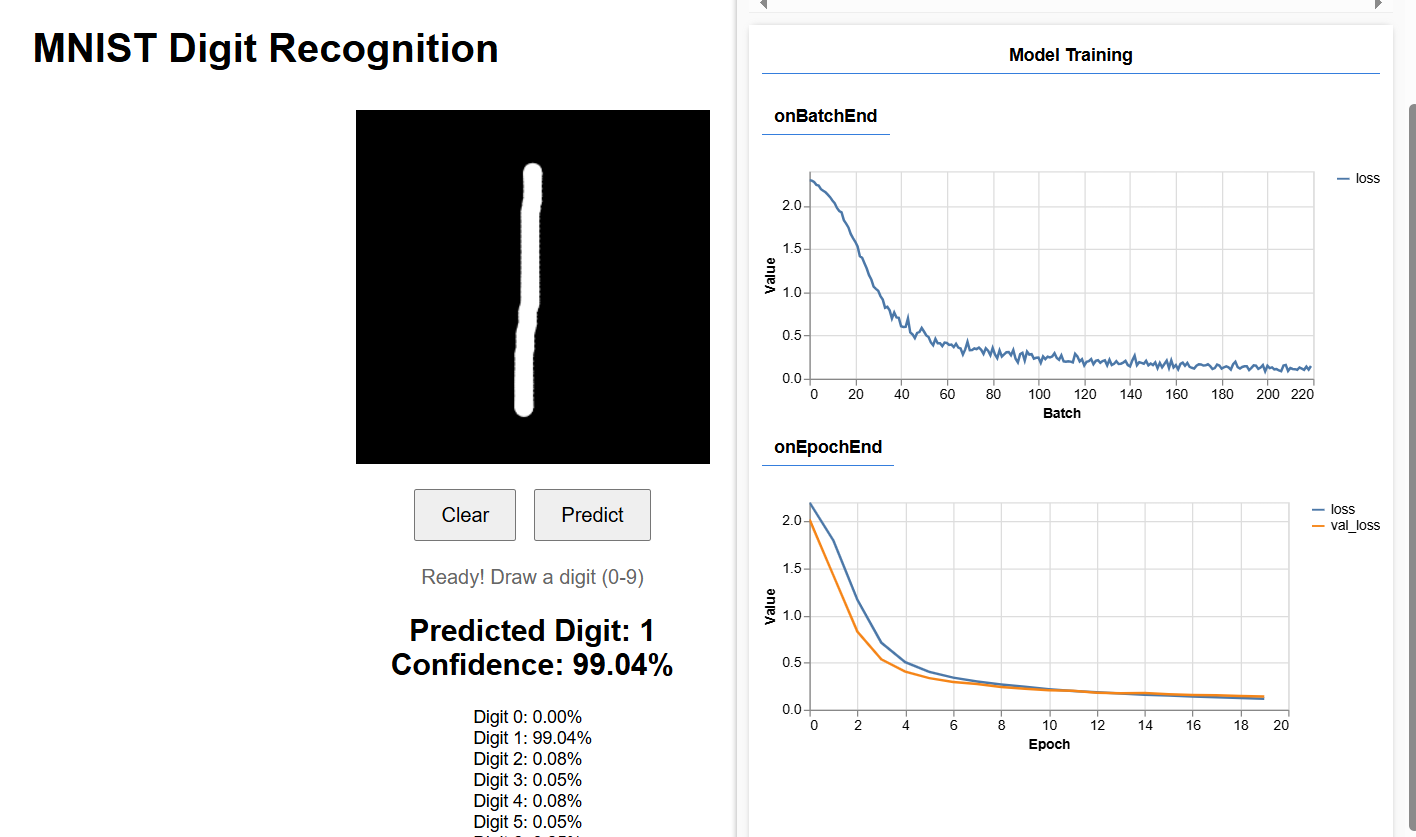 MNIST Digit Recognition
Clear Predict
Ready! Draw a digit (0-9)
Predicted Digit: 1
Confidence: 99.04%
Digit 0: 0.00%
Digit 1: 99.04%
Digit 2: 0.08%
Digit 3: 0.05%
Digit 4: 0.08%
Digit 5: 0.05%
Model Training
onBatchEnd
loss
2.0
1.5
1.0
0.5
0.0
Value
0 20 40 60 80 100 120 140 160 180 200 220
Batch
onEpochEnd
loss
val_loss
2.0
1.5
1.0
0.5
0.0
Value
0 2 4 6 8 10 12 14 16 18 20
Epoch